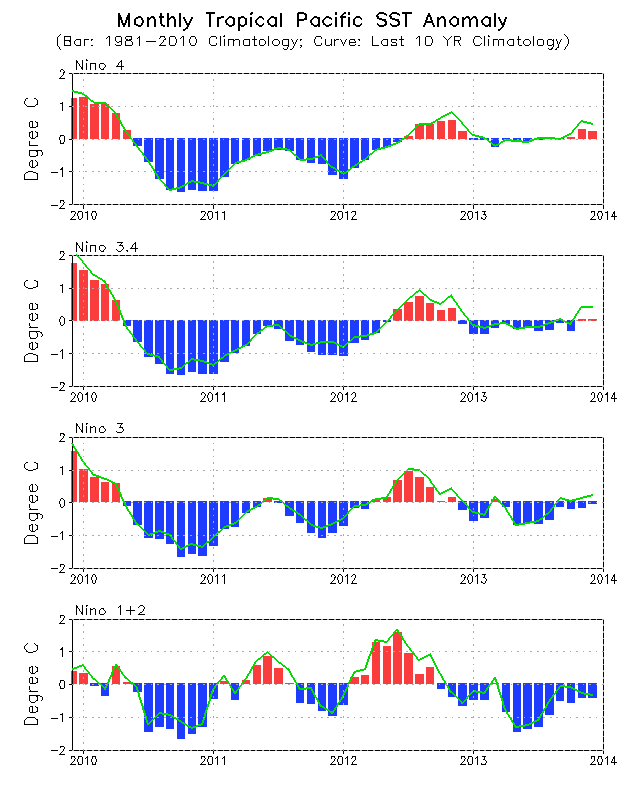 Monthly Tropical Pacific SST Anomaly
(Bar: 1981-2010 Climatology; Curve: Last 10 YR Climatology)
Nino 4
Degree C
2
1
0
-1
-2
2010 2011 2012 2013 2014
Nino 3.4
Degree C
2
1
0
-1
-2
2010 2011 2012 2013 2014
Nino 3
Degree C
2
1
0
-1
-2
2010 2011 2012 2013 2014
Nino 1+2
Degree C
2
1
0
-1
-2
2010 2011 2012 2013 2014